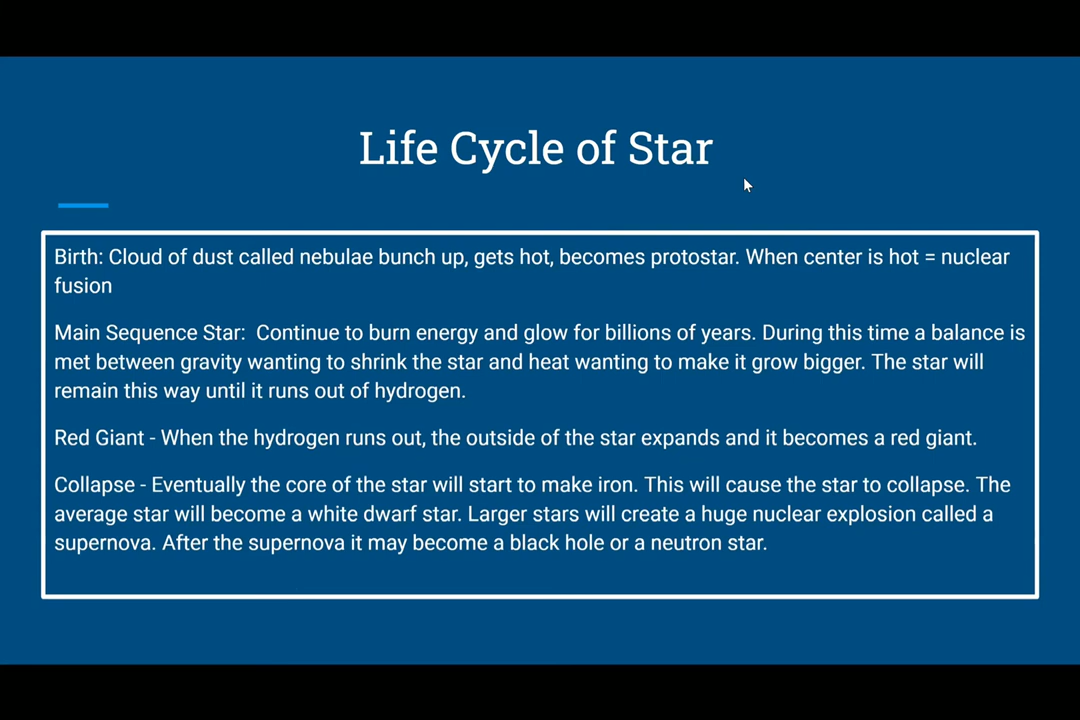 Life Cycle of Star
Birth: Cloud of dust called nebulae bunch up, gets hot, becomes protostar. When center is hot = nuclear
fusion
Main Sequence Star:  Continue to burn energy and glow for billions of years. During this time a balance is
met between gravity wanting to shrink the star and heat wanting to make it grow bigger. The star will
remain this way until it runs out of hydrogen.
Red Giant - When the hydrogen runs out, the outside of the star expands and it becomes a red giant.
Collapse - Eventually the core of the star will start to make iron. This will cause the star to collapse. The
average star will become a white dwarf star. Larger stars will create a huge nuclear explosion called a
supernova. After the supernova it may become a black hole or a neutron star.